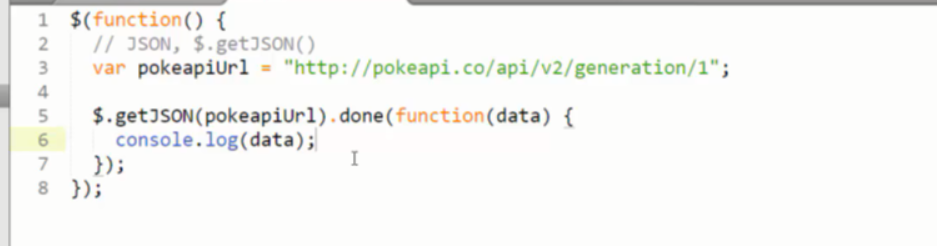 1 $(function() {
2 // JSON, $.getJSON()
3 var pokeapiUrl = "http://pokeapi.co/api/v2/generation/1";
4
5 $.getJSON(pokeapiUrl).done(function(data) {
6 console.log(data);
7 });
8 });